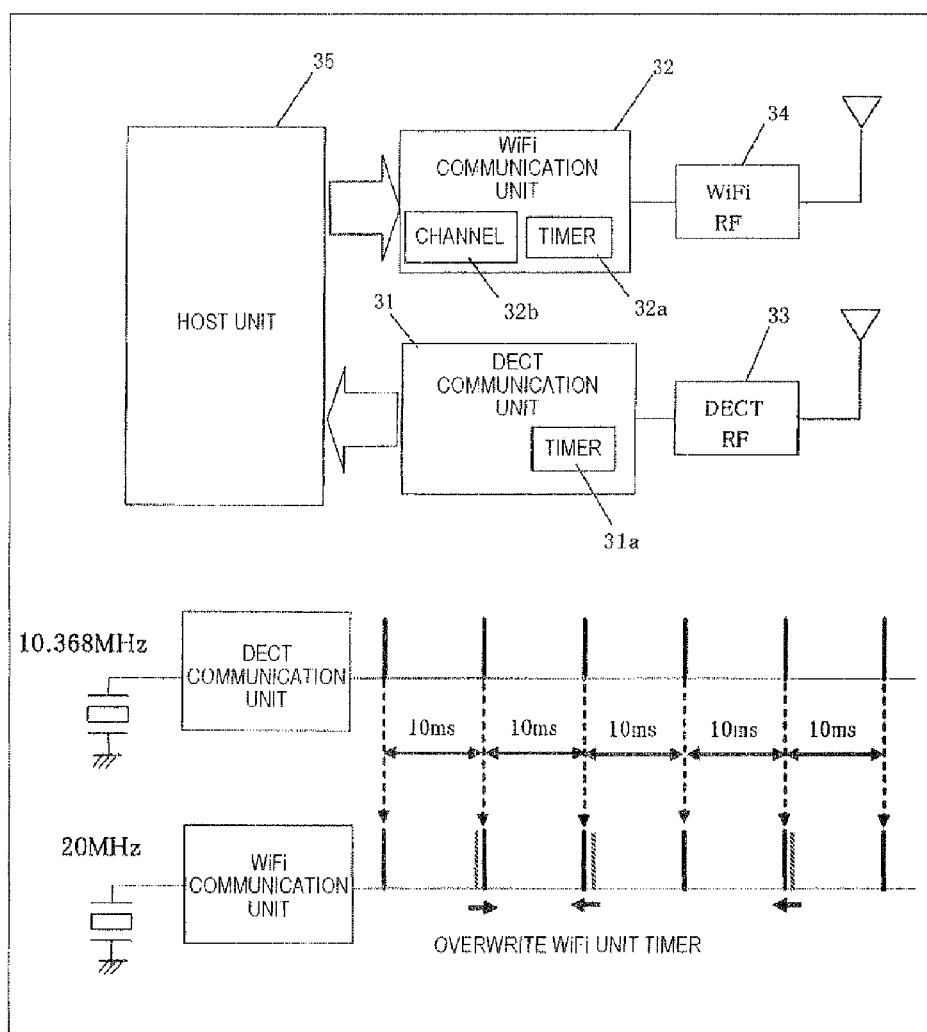 35
32
34
WiFi
COMMUNICATION
UNIT
CHANNEL
TIMER
WiFi
RF
32b
32a
31
33
HOST UNIT
DECT
COMMUNICATION
UNIT
TIMER
DECT
RF
31a
10.368MHz
DECT
COMMUNICATION
UNIT
10ms
10ms
10ms
10ms
10ms
20MHz
WiFi
COMMUNICATION
UNIT
OVERWRITE WiFi UNIT TIMER